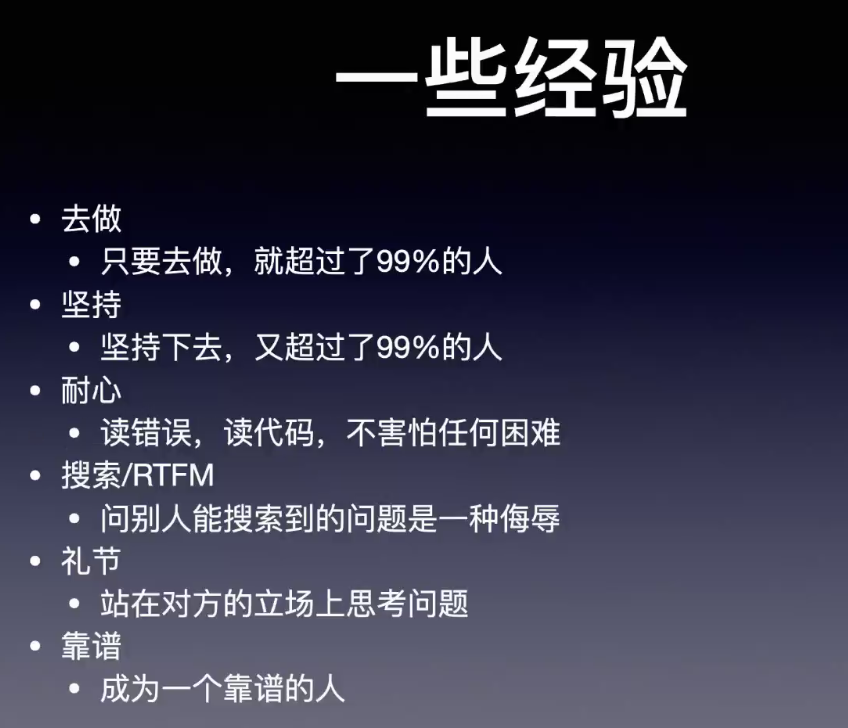 一些经验
• 去做
• 只要去做，就超过了99%的人
• 坚持
• 坚持下去，又超过了99%的人
• 耐心
• 读错误，读代码，不害怕任何困难
• 搜索/RTFM
• 问别人能搜索到的问题是一种侮辱
• 礼节
• 站在对方的立场上思考问题
• 靠谱
• 成为一个靠谱的人